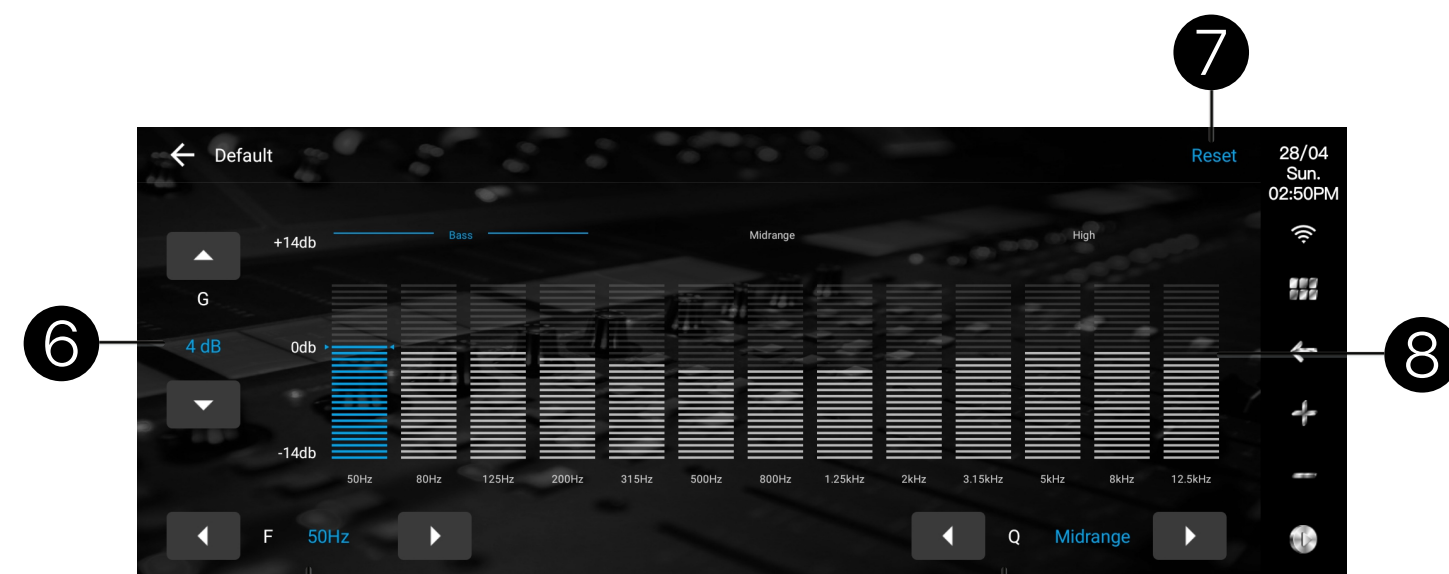 7
Default
Reset
28/04
Sun.
02:50PM
+14db
Bass
Midrange
High
G
6
4 dB
0db
8
-14db
50Hz 80Hz 125Hz 200Hz 315Hz 500Hz 800Hz 1.25kHz 2kHz 3.15kHz 5kHz 8kHz 12.5kHz
F 50Hz
Q Midrange